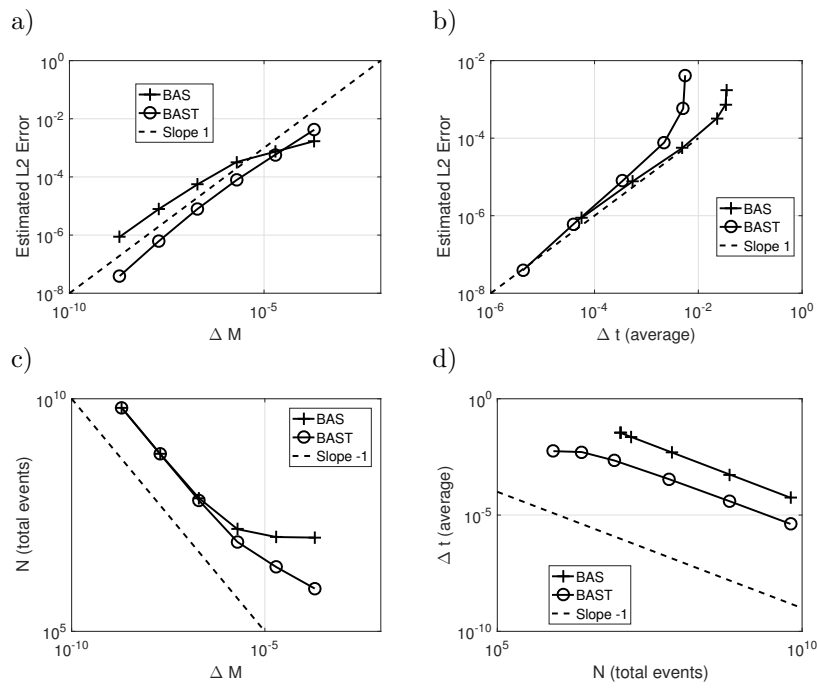 a)
Estimated L2 Error
10^0
10^-2
10^-4
10^-6
10^-8
10^-10
10^-5
Δ M
BAS
BAST
Slope 1
b)
Estimated L2 Error
10^-2
10^-4
10^-6
10^-8
10^-6
10^-4
10^-2
10^0
Δ t (average)
BAS
BAST
Slope 1
c)
N (total events)
10^10
10^5
10^-10
10^-5
Δ M
BAS
BAST
Slope -1
d)
Δ t (average)
10^0
10^-5
10^-10
10^5
10^10
N (total events)
BAS
BAST
Slope -1